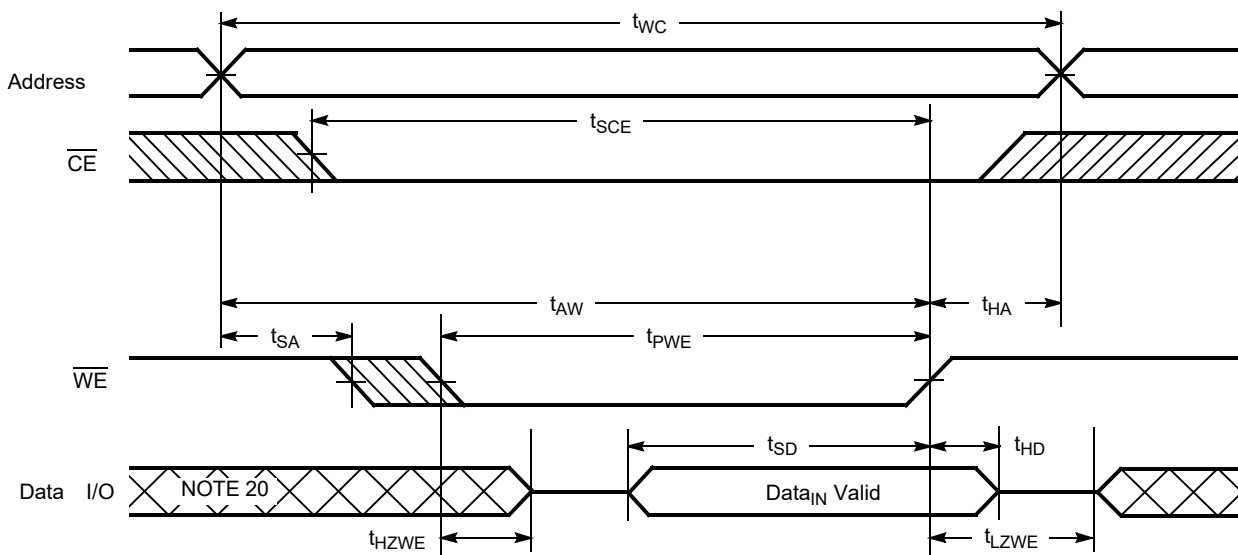 tWC
Address
tSCE
CE
tAW
tHA
tSA
tPWE
WE
tSD
tHD
Data I/O
NOTE 20
DataIN Valid
tHZWE
tLZWE